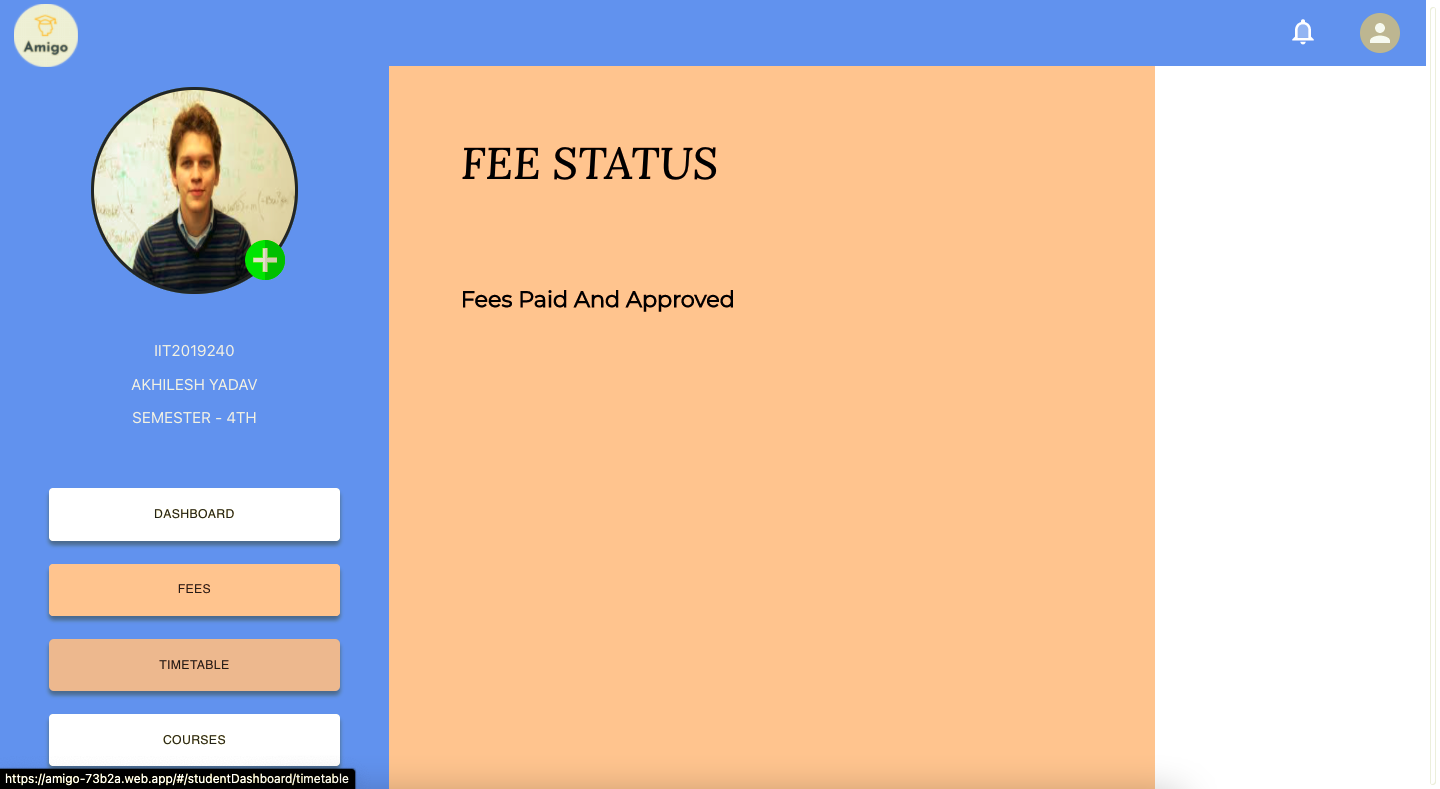 Amigo
FEE STATUS
Fees Paid And Approved
IIT2019240
AKHILESH YADAV
SEMESTER - 4TH
DASHBOARD
FEES
TIMETABLE
COURSES
https://amigo-73b2a.web.app/#/studentDashboard/timetable